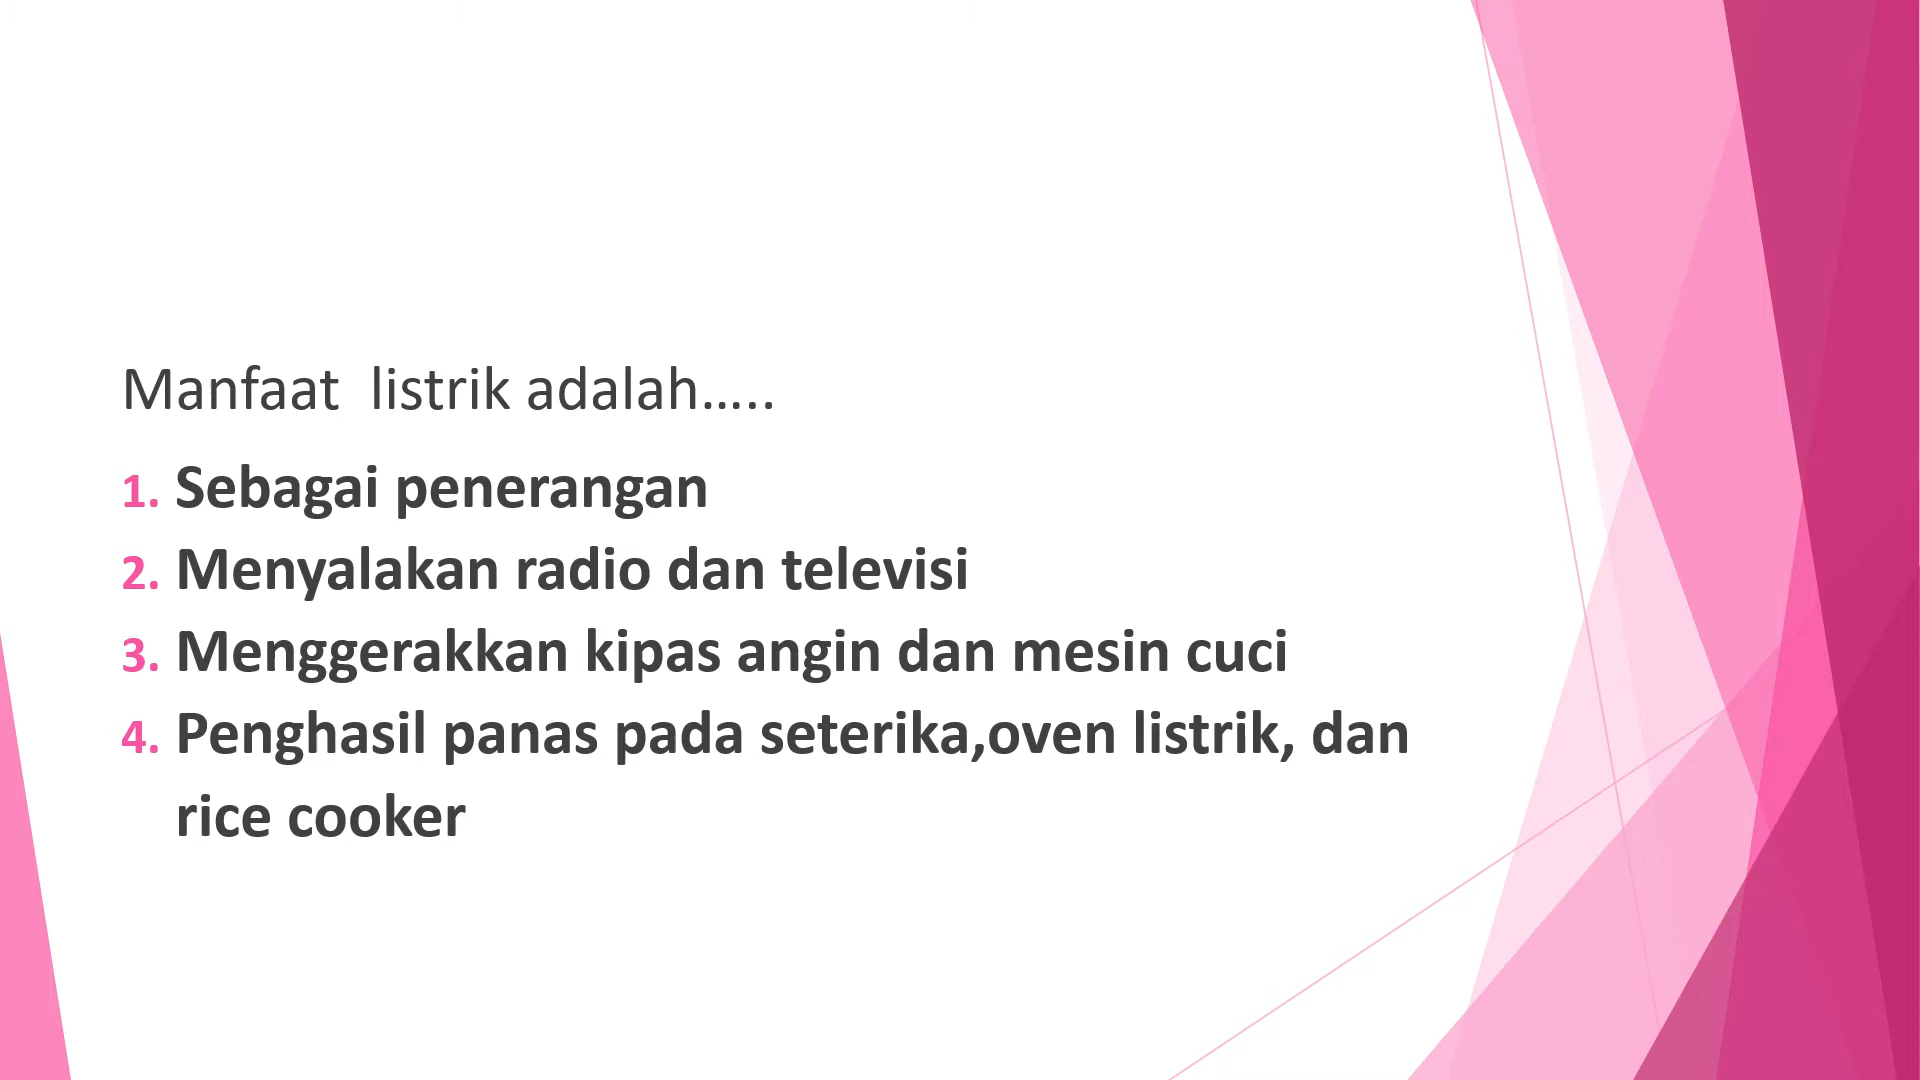 Manfaat  listrik adalah…..
1. Sebagai penerangan
2. Menyalakan radio dan televisi
3. Menggerakkan kipas angin dan mesin cuci
4. Penghasil panas pada seterika,oven listrik, dan
rice cooker